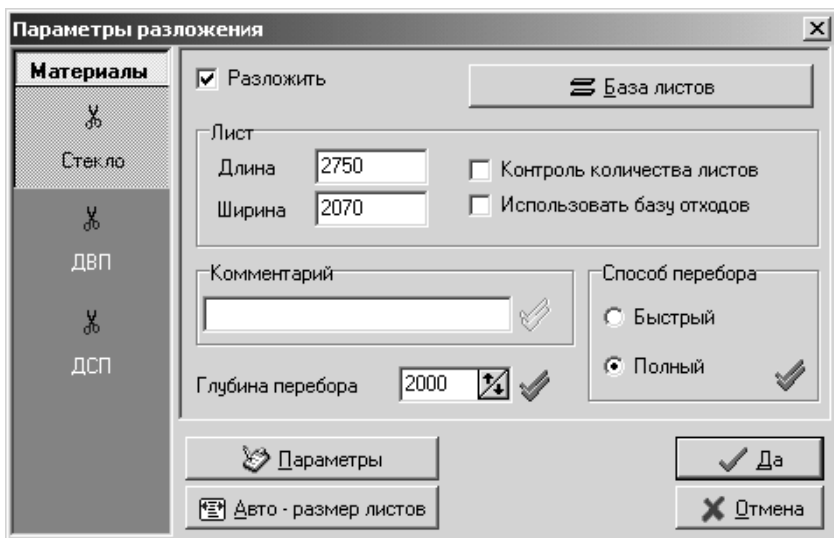 Параметры разложения
Материалы
Стекло
ДВП
ДСП
Разложить
База листов
Лист
Длина 2750
Контроль количества листов
Ширина 2070
Использовать базу отходов
Комментарий
Способ перебора
Быстрый
Полный
Глубина перебора 2000
Параметры
Да
Авто - размер листов
Отмена